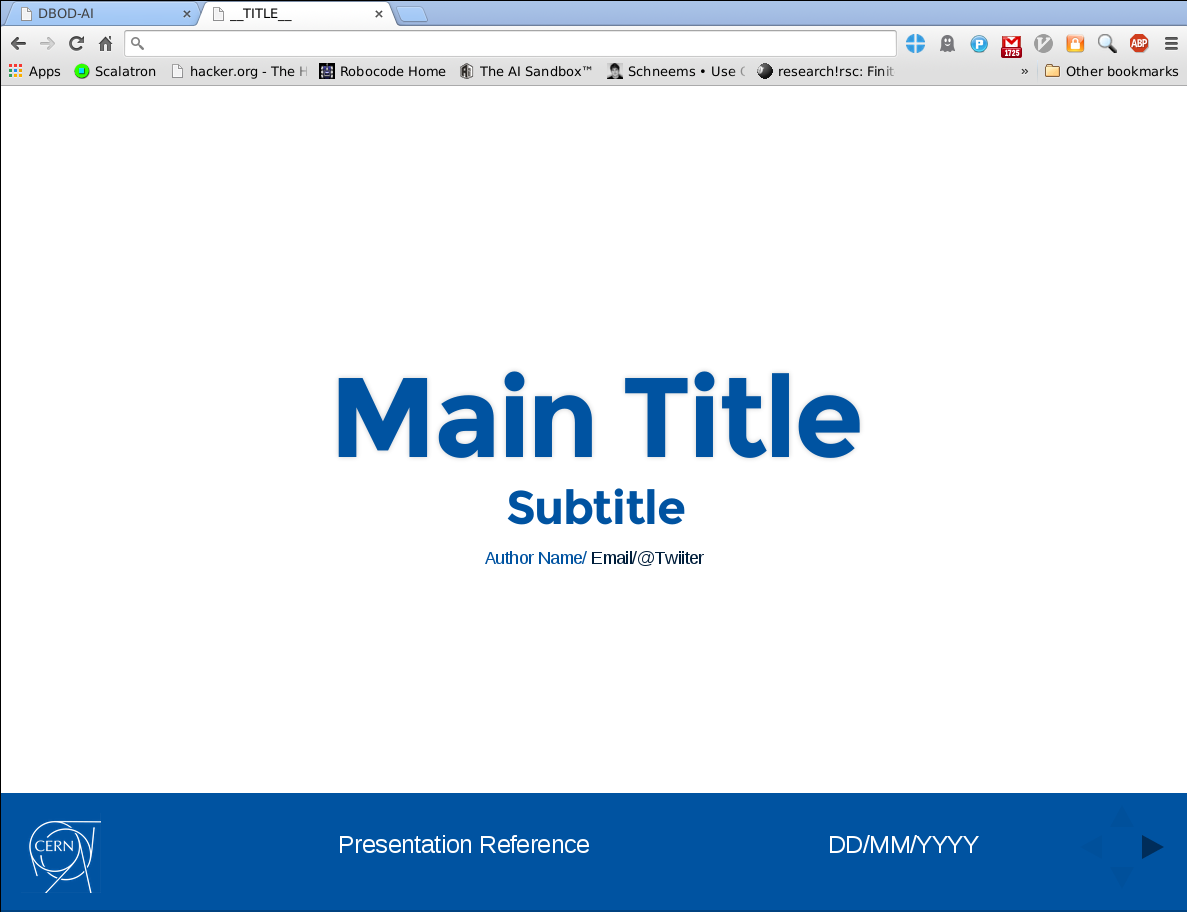 DBOD-AI
__TITLE__
Apps
Scalatron
hacker.org - The H
Robocode Home
The AI Sandbox™
Schneems • Use
research!rsc: Finit
»
Other bookmarks
P
1725
ABP
Main Title
Subtitle
Author Name/ Email/@Twiiter
CERN
Presentation Reference
DD/MM/YYYY